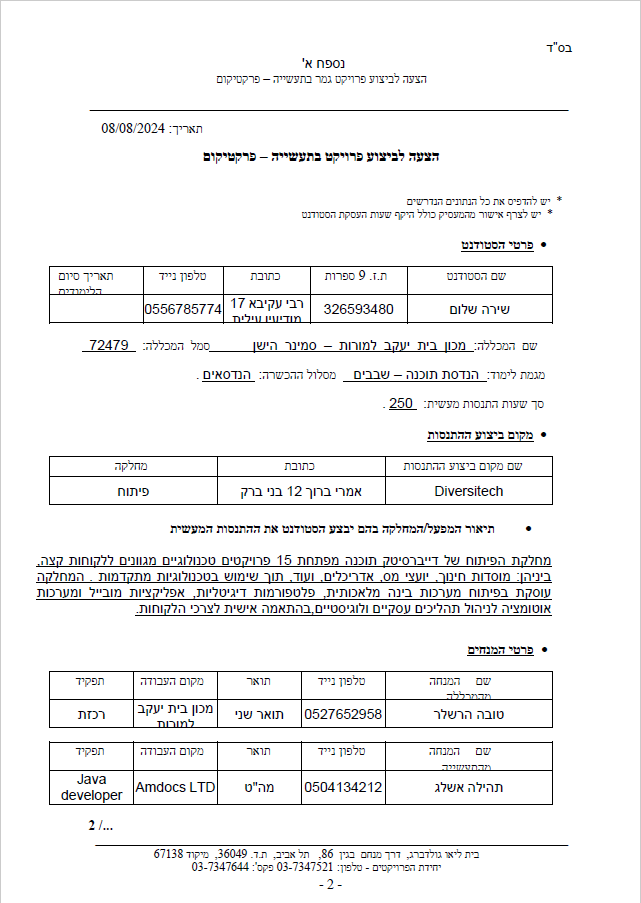 בס"ד
נספח א'
הצעה לביצוע פרויקט גמר בתעשייה – פרקטיקום
תאריך: 08/08/2024
הצעה לביצוע פרויקט בתעשייה – פרקטיקום
* יש להדפיס את כל הנתונים הנדרשים
* יש לצרף אישור מהמעסיק כולל היקף שעות העסקת הסטודנט
• פרטי הסטודנט
שם הסטודנט ת.ז. 9 ספרות כתובת טלפון נייד תאריך סיום הלימודים
שירה שלום 326593480 רבי עקיבא 17 מודיעין עילית 0556785774
שם המכללה: מכון בית יעקב למורות – סמינר הישן סמל המכללה: 72479
מגמת לימוד: הנדסת תוכנה – שבבים מסלול ההכשרה: הנדסאים .
סך שעות התנסות מעשית: 250 .
• מקום ביצוע ההתנסות
שם מקום ביצוע ההתנסות כתובת מחלקה
Diversitech אמרי ברוך 12 בני ברק פיתוח
• תיאור המפעל/המחלקה בהם יבצע הסטודנט את ההתנסות המעשית
מחלקת הפיתוח של דייברסיטק תוכנה מפתחת 15 פרויקטים טכנולוגיים מגוונים ללקוחות קצה,
ביניהן: מוסדות חינוך, יועצי מס, אדריכלים, ועוד, תוך שימוש בטכנולוגיות מתקדמות . המחלקה
עוסקת בפיתוח מערכות בינה מלאכותית, פלטפורמות דיגיטליות, אפליקציות מובייל ומערכות
אוטומציה לניהול תהליכים עסקיים ולוגיסטיים,בהתאמה אישית לצרכי הלקוחות.
• פרטי המנחים
שם המנחה מהמכללה טלפון נייד תואר מקום העבודה תפקיד
טובה הרשלר 0527652958 תואר שני מכון בית יעקב למורות רכזת
שם המנחה מהתעשייה טלפון נייד תואר מקום העבודה תפקיד
תהילה אשלג 0504134212 מה"ט Amdocs LTD Java developer
2 /...
בית ליאו גולדברג, דרך מנחם בגין 86, תל אביב, ת.ד. 36049, מיקוד 67138
יחידת הפרויקטים - טלפון: 03-7347521 פקס': 03-7347644
- 2 -